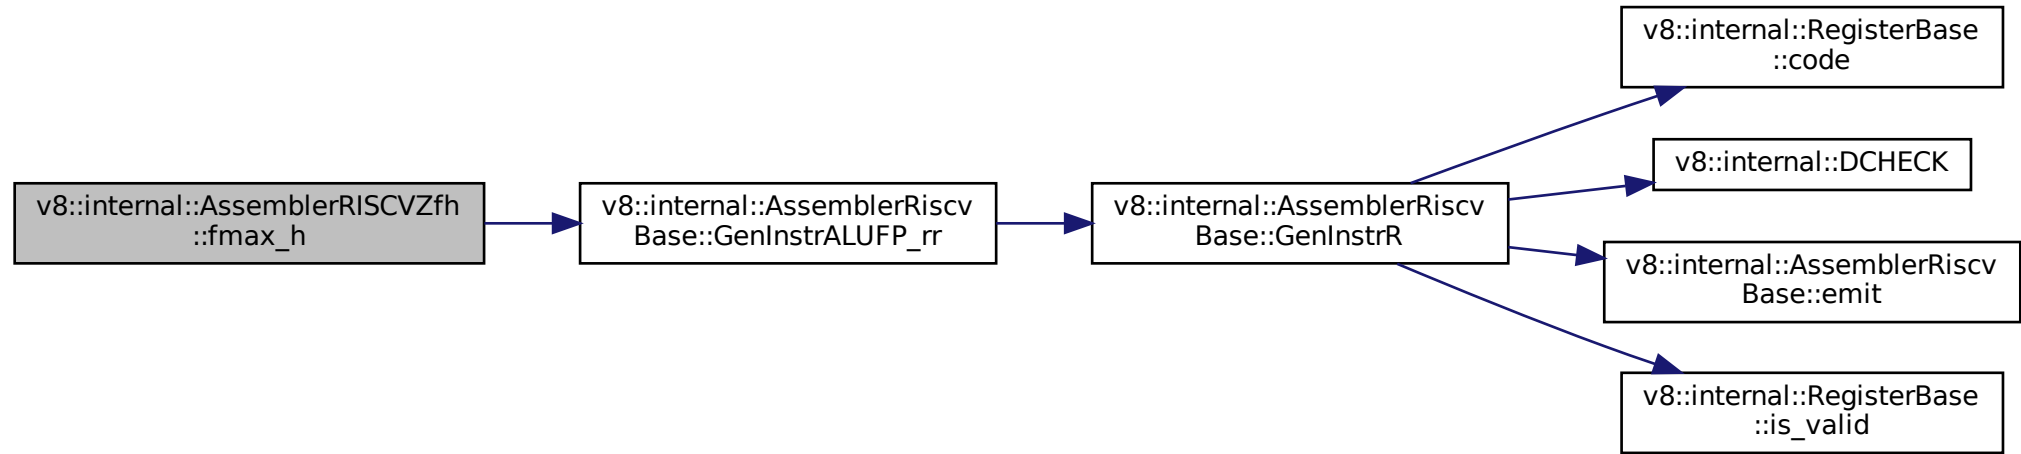 v8::internal::AssemblerRISCVZfh
::fmax_h
v8::internal::AssemblerRiscv
Base::GenInstrALUFP_rr
v8::internal::AssemblerRiscv
Base::GenInstrR
v8::internal::RegisterBase
::code
v8::internal::DCHECK
v8::internal::AssemblerRiscv
Base::emit
v8::internal::RegisterBase
::is_valid